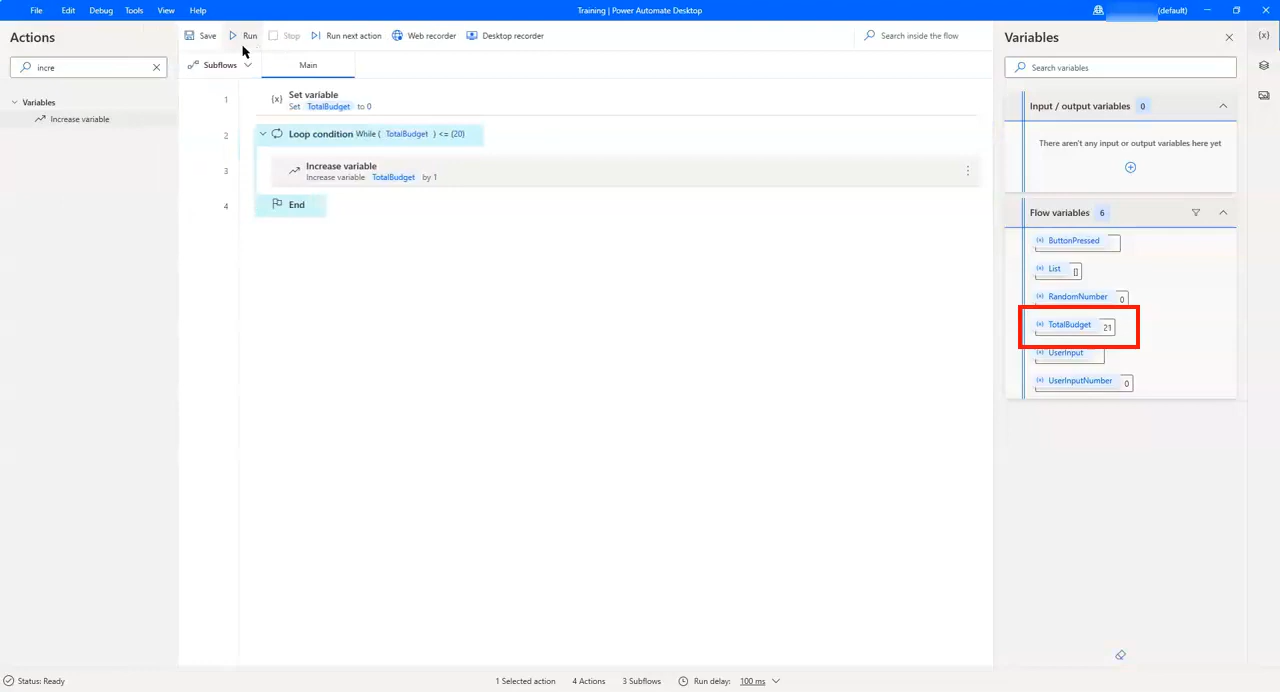 File Edit Debug Tools View Help Training | Power Automate Desktop (default)
Actions
incre
Variables
Increase variable
Save Run Stop Run next action Web recorder Desktop recorder Search inside the flow
Subflows Main
1 {x} Set variable
Set TotalBudget to 0
2 Loop condition While ( TotalBudget ) <= (20)
3 Increase variable
Increase variable TotalBudget by 1
4 End
Variables {x}
Search variables
Input / output variables 0
There aren't any input or output variables here yet
Flow variables 6
(x) ButtonPressed
(x) List []
(x) RandomNumber 0
(x) TotalBudget 21
(x) UserInput
(x) UserInputNumber 0
Status: Ready 1 Selected action 4 Actions 3 Subflows Run delay: 100 ms